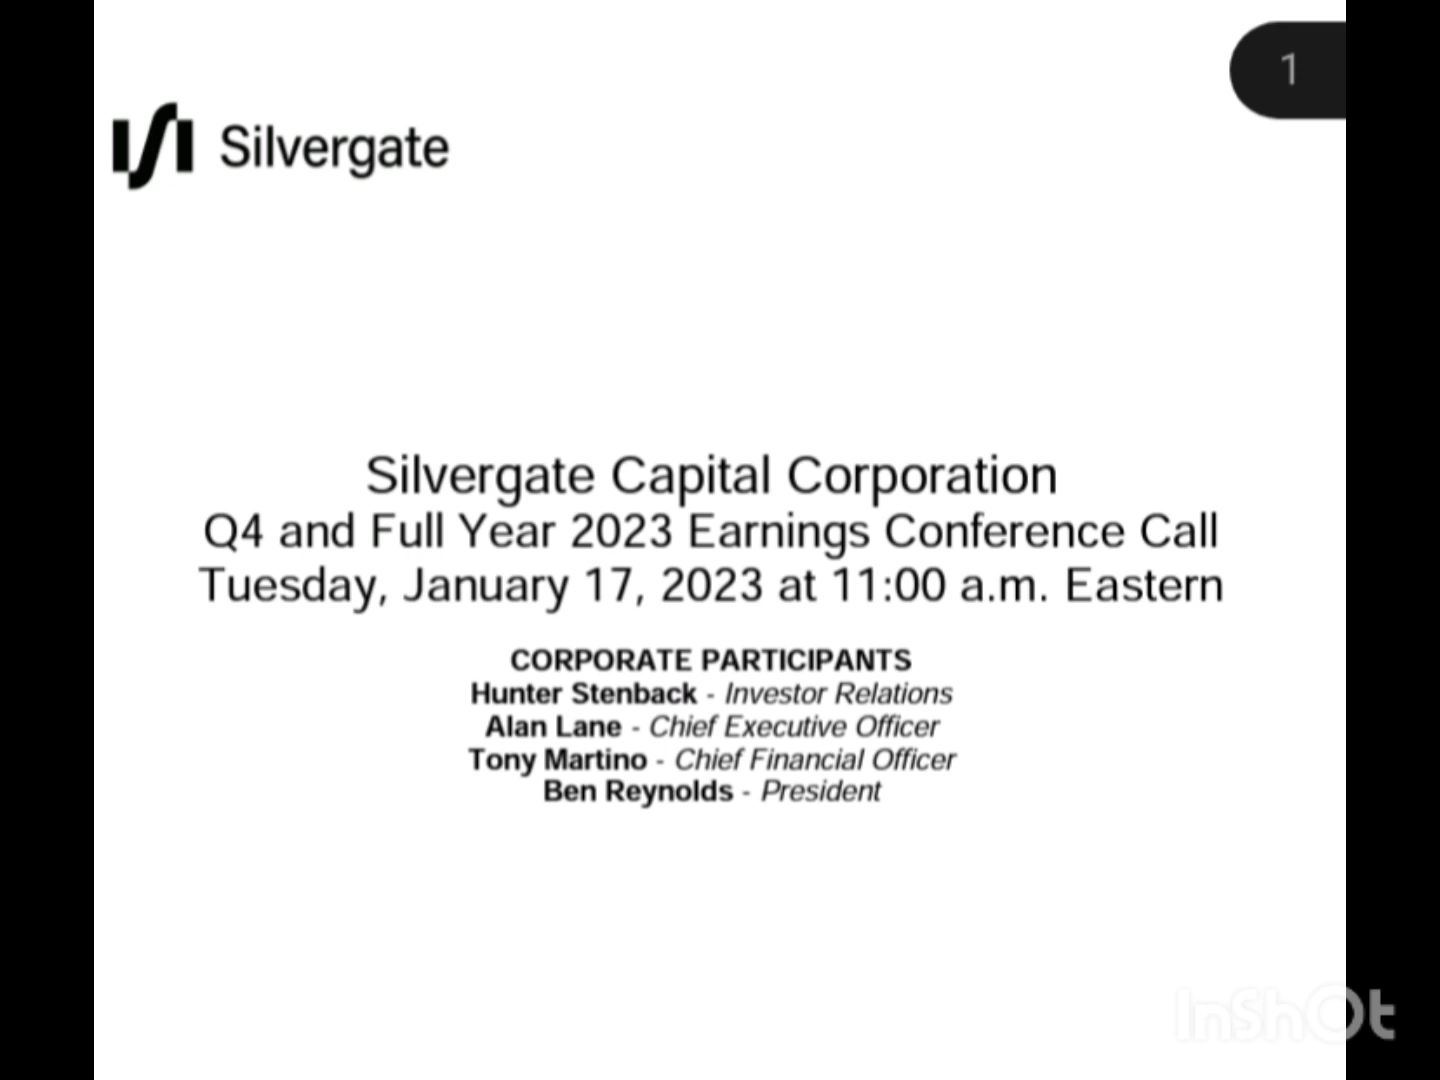 1
Silvergate
Silvergate Capital Corporation
Q4 and Full Year 2023 Earnings Conference Call
Tuesday, January 17, 2023 at 11:00 a.m. Eastern
CORPORATE PARTICIPANTS
Hunter Stenback - Investor Relations
Alan Lane - Chief Executive Officer
Tony Martino - Chief Financial Officer
Ben Reynolds - President
InShOt